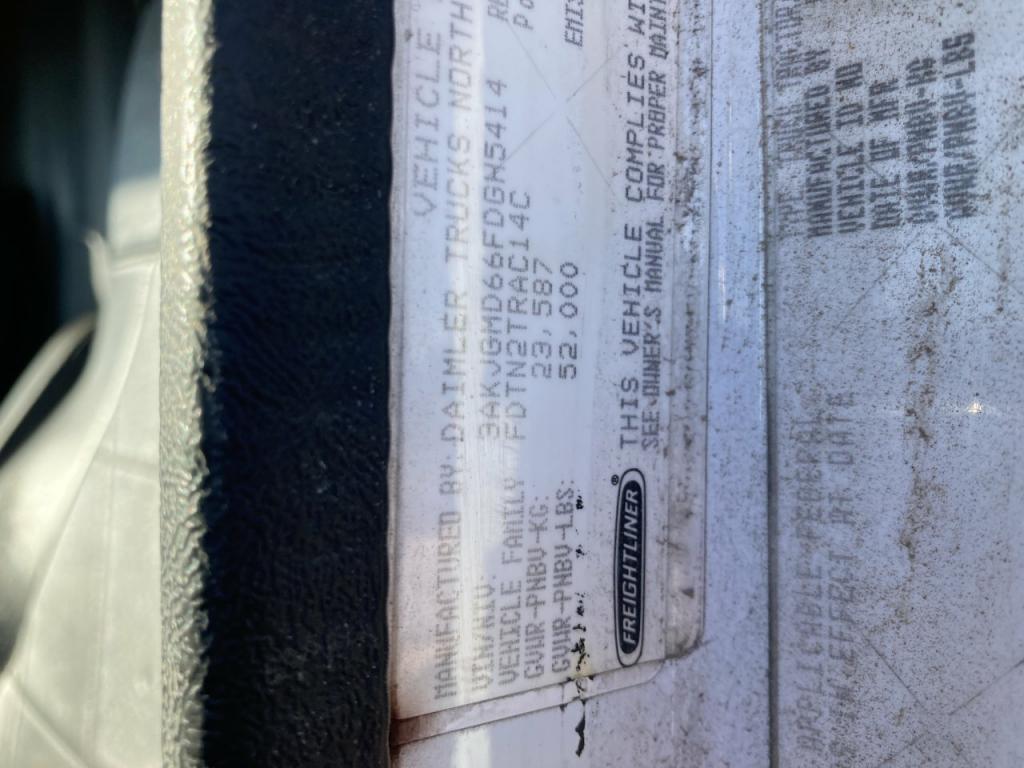 VEHICLE
MANUFACTURED BY DAIMLER TRUCKS NORTH
VIN/NIV: 3AKJGMD66FDGH5414
VEHICLE FAMILY FDTN2TRAC14C
GVWR-PNBV-KG: 23,587
GVWR-PNBV-LBS: 52,000
EMIS
FREIGHTLINER®
THIS VEHICLE COMPLIES WI
SEE OWNER'S MANUAL FOR PROPER MAIN
MANUFACTURED BY
VEHICLE ID NO
DATE OF MFR
GVWR/PNBV-KG
GVWR/PNBV-LBS
APPLICABLE FEDERAL
IN EFFECT AT DATE